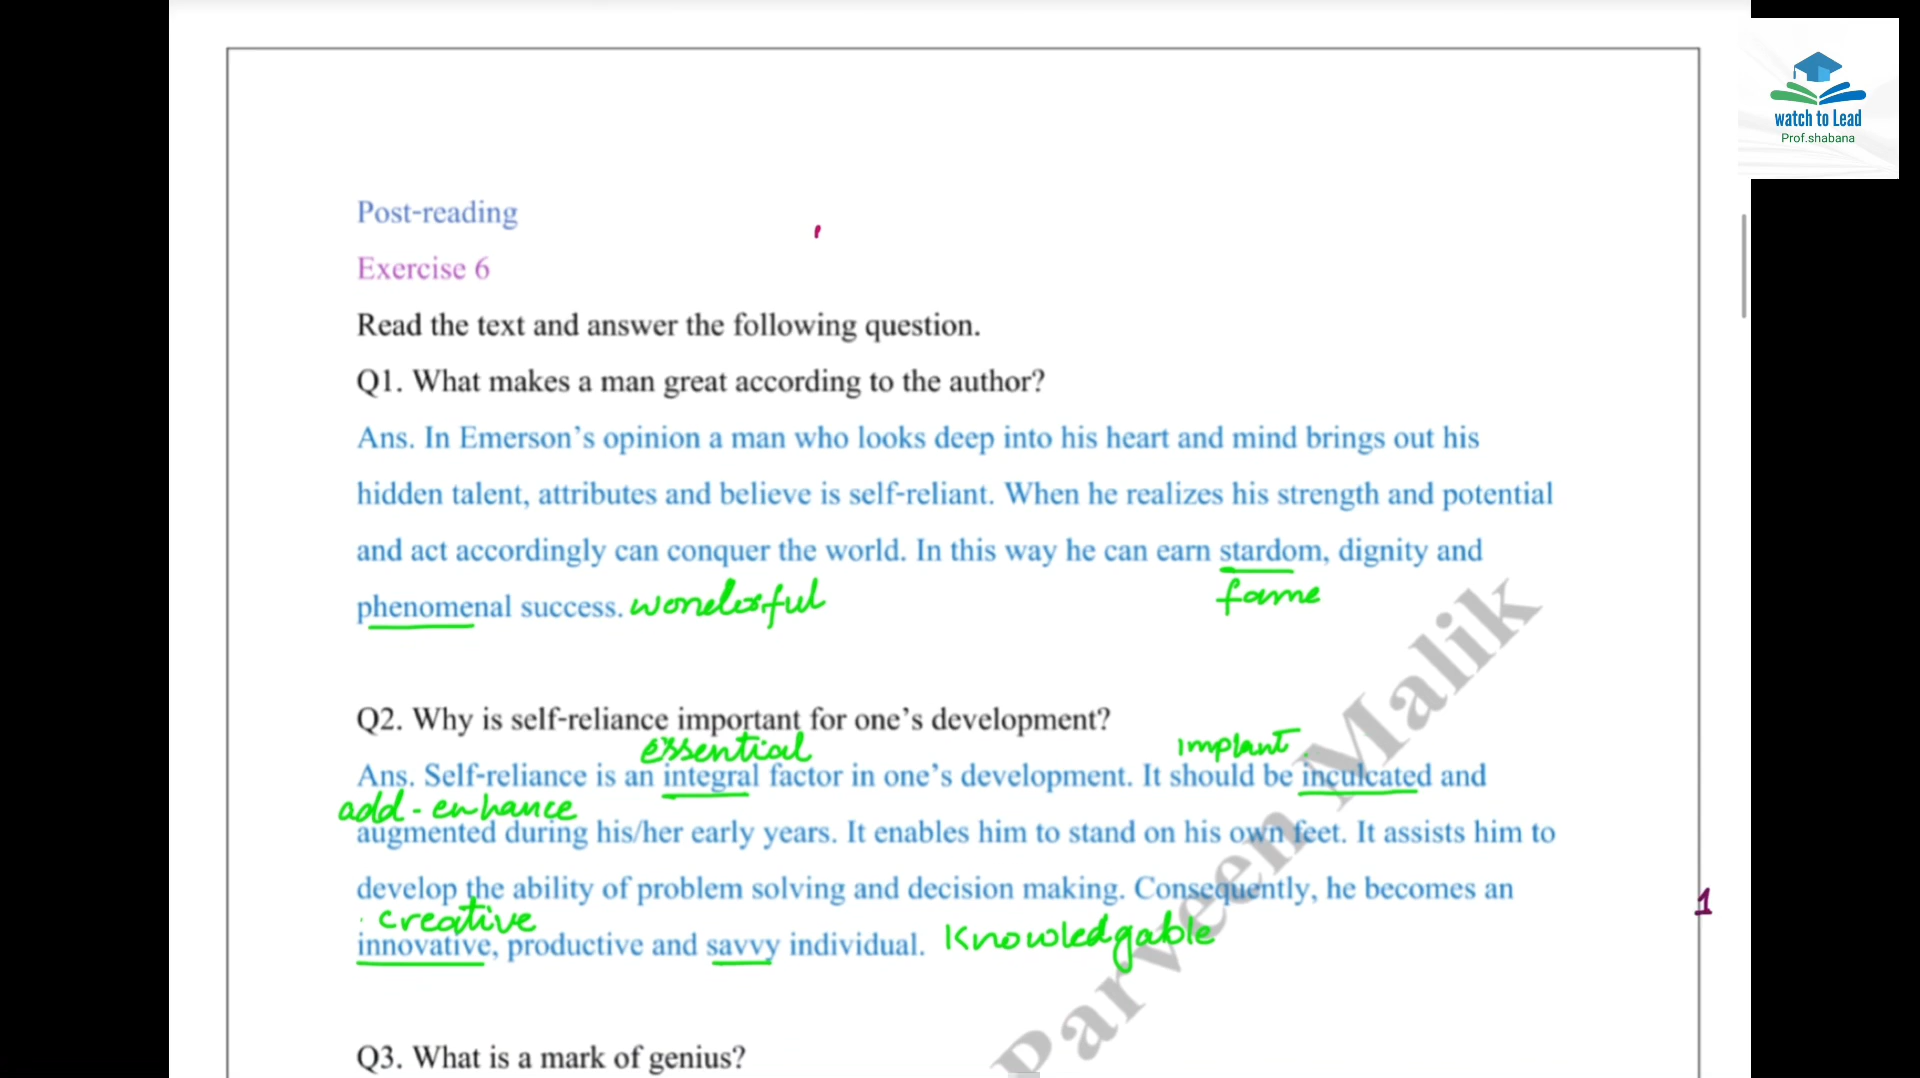 watch to Lead
Prof.shabana
Post-reading
Exercise 6
Read the text and answer the following question.
Q1. What makes a man great according to the author?
Ans. In Emerson’s opinion a man who looks deep into his heart and mind brings out his
hidden talent, attributes and believe is self-reliant. When he realizes his strength and potential
and act accordingly can conquer the world. In this way he can earn stardom, dignity and
fame
phenomenal success. wonderful
Q2. Why is self-reliance important for one’s development?
essential implant
Ans. Self-reliance is an integral factor in one’s development. It should be inculcated and
add - enhance
augmented during his/her early years. It enables him to stand on his own feet. It assists him to
develop the ability of problem solving and decision making. Consequently, he becomes an
1
creative
innovative, productive and savvy individual. Knowledgable
Q3. What is a mark of genius?
Parveen Malik